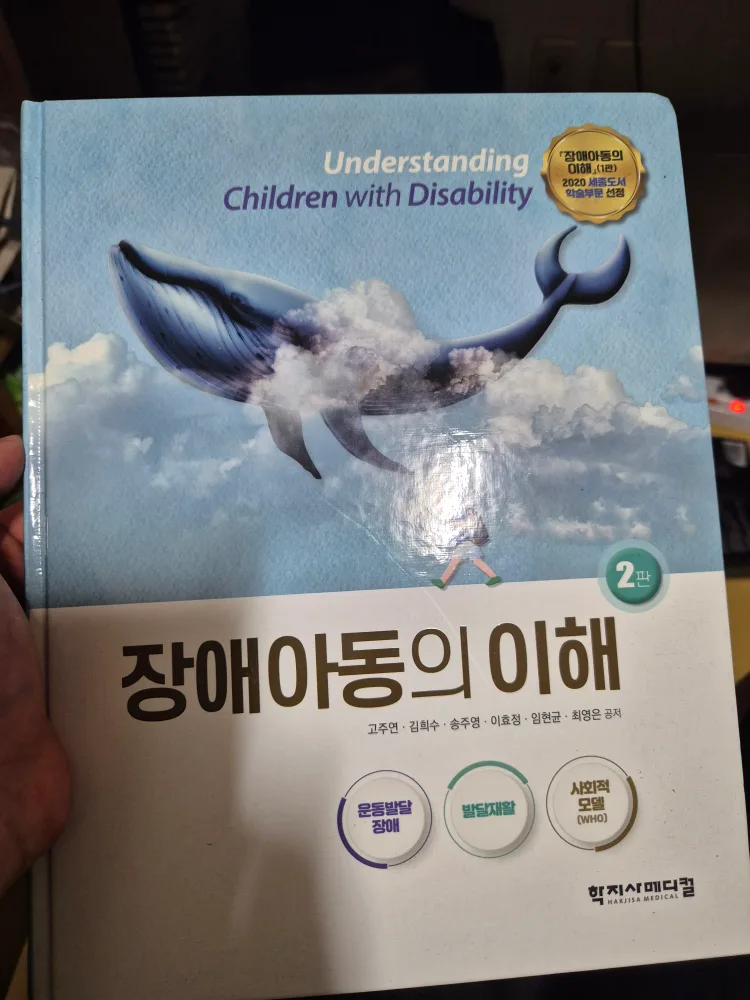 Understanding
Children with Disability
「장애아동의
이해」(1판)
2020 세종도서
학술부문 선정
2판
장애아동의 이해
고주연 · 김희수 · 송주영 · 이효정 · 임현균 · 최영은 공저
운동발달
장애
발달재활
사회적
모델
(WHO)
학지사메디컬
HAKJISA MEDICAL